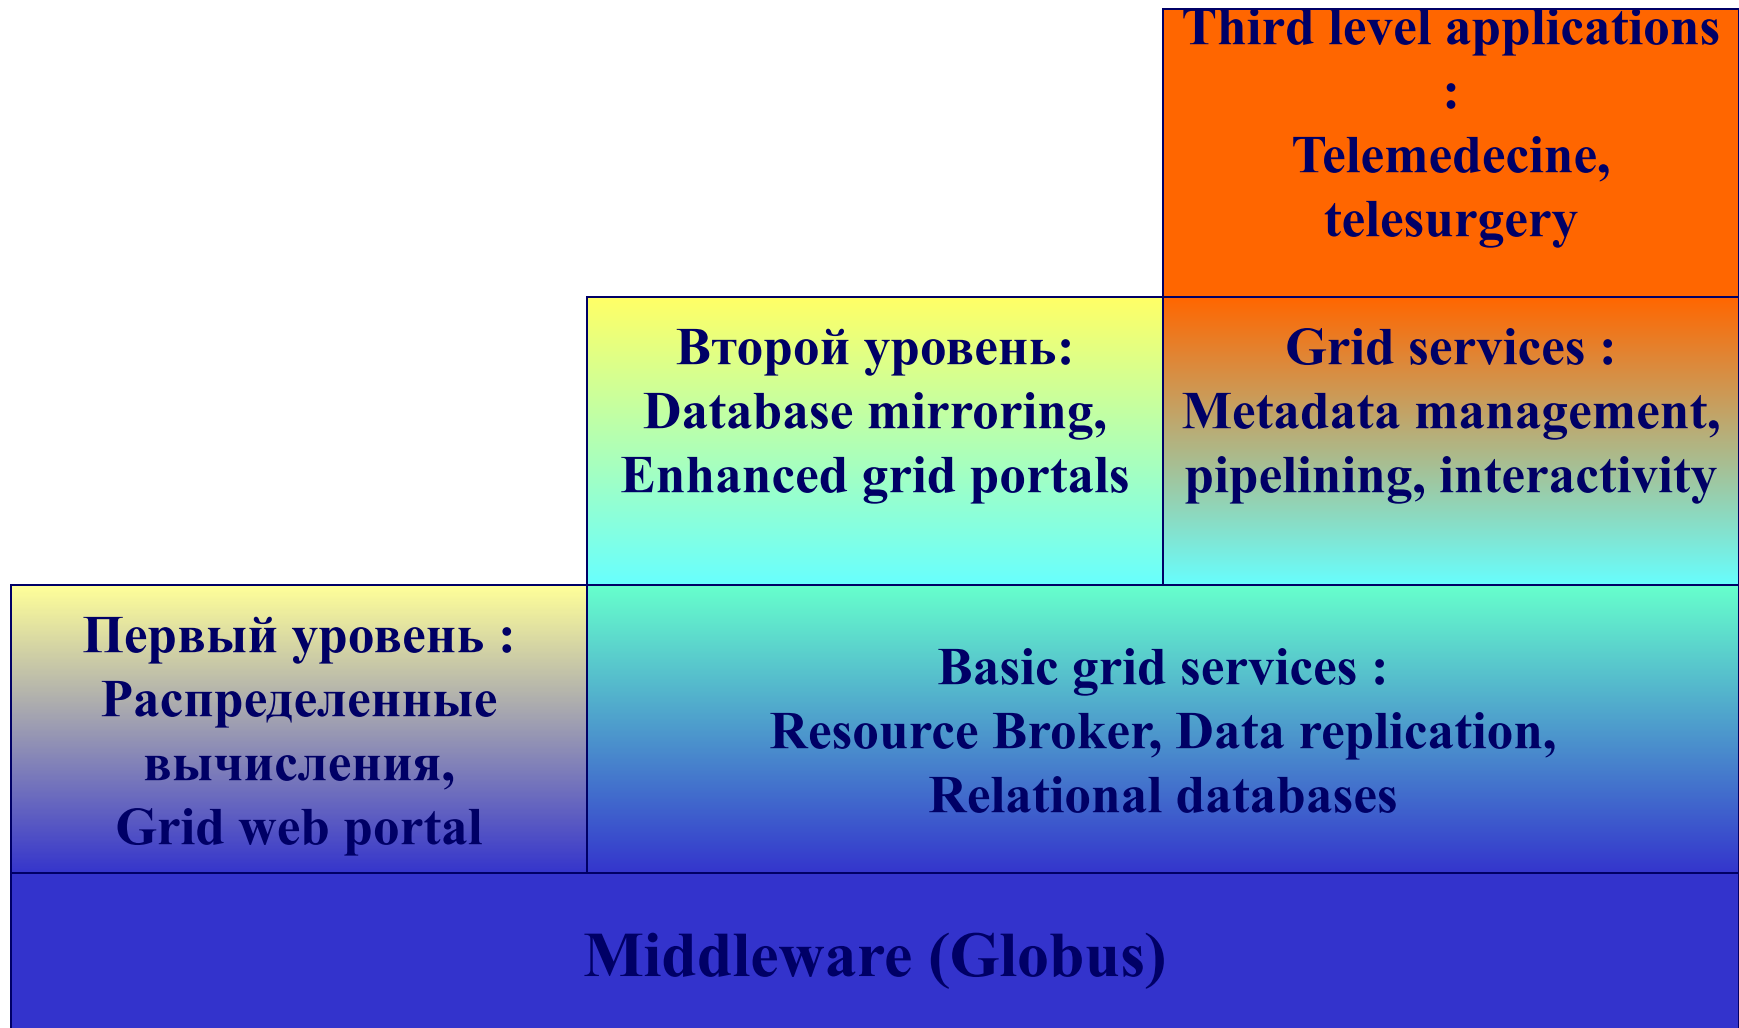 Third level applications
:
Telemedecine,
telesurgery
Второй уровень:
Database mirroring,
Enhanced grid portals
Grid services :
Metadata management,
pipelining, interactivity
Первый уровень :
Распределенные
вычисления,
Grid web portal
Basic grid services :
Resource Broker, Data replication,
Relational databases
Middleware (Globus)